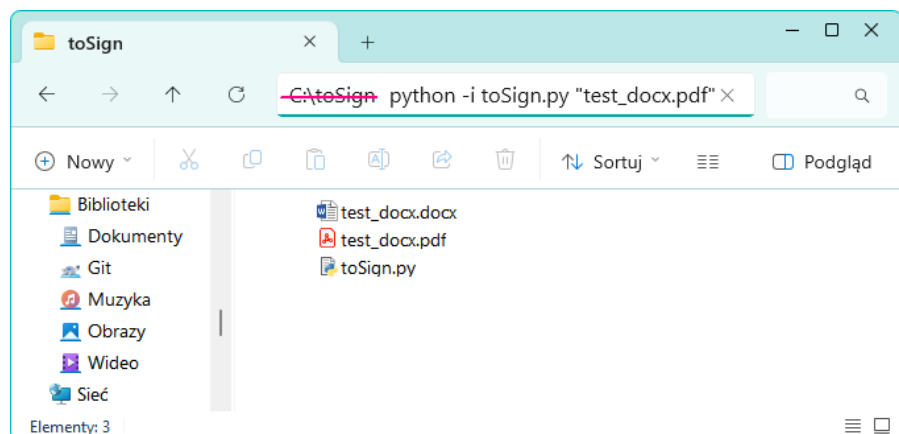 toSign
C:\toSign python -i toSign.py "test_docx.pdf"
Nowy
Sortuj
Podgląd
Biblioteki
Dokumenty
Git
Muzyka
Obrazy
Wideo
Sieć
test_docx.docx
test_docx.pdf
toSign.py
Elementy: 3